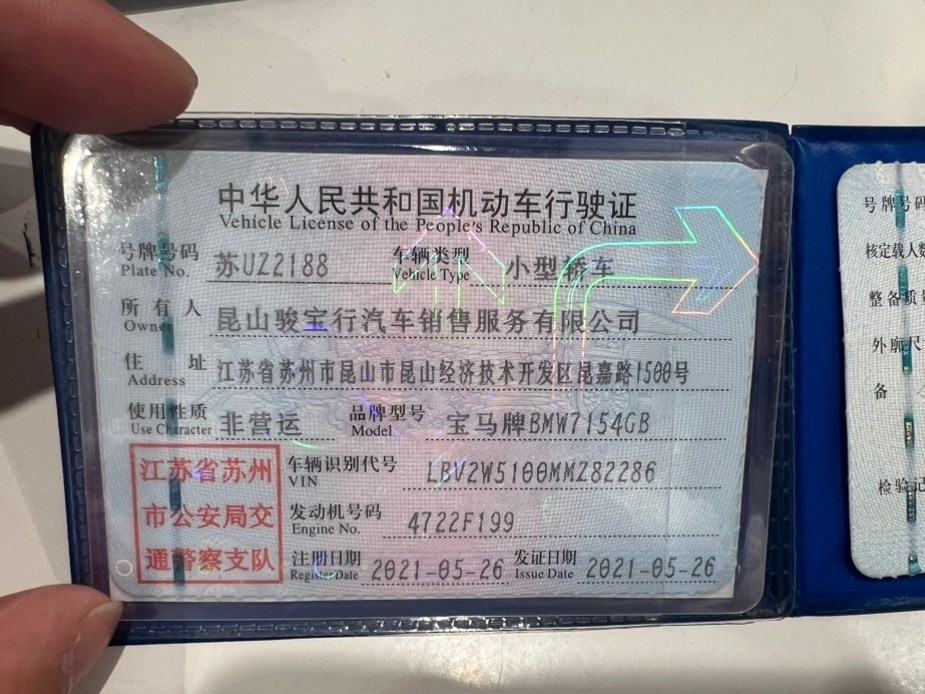 中华人民共和国机动车行驶证
Vehicle License of the People's Republic of China
号牌号码 苏UZ2188 车辆类型 小型轿车
Plate No. Vehicle Type
所有人 昆山骏宝行汽车销售服务有限公司
Owner
住址 江苏省苏州市昆山市昆山经济技术开发区昆嘉路1500号
Address
使用性质 非营运 品牌型号 宝马牌BMW7154GB
Use Character Model
江苏省苏州
市公安局交
通警察支队
车辆识别代号 LBV2W5100MMZ82286
VIN
发动机号码 4722F199
Engine No.
注册日期 2021-05-26 发证日期 2021-05-26
Register Date Issue Date
号牌号码
核定载人数
整备质量
外廓尺
备
检验记